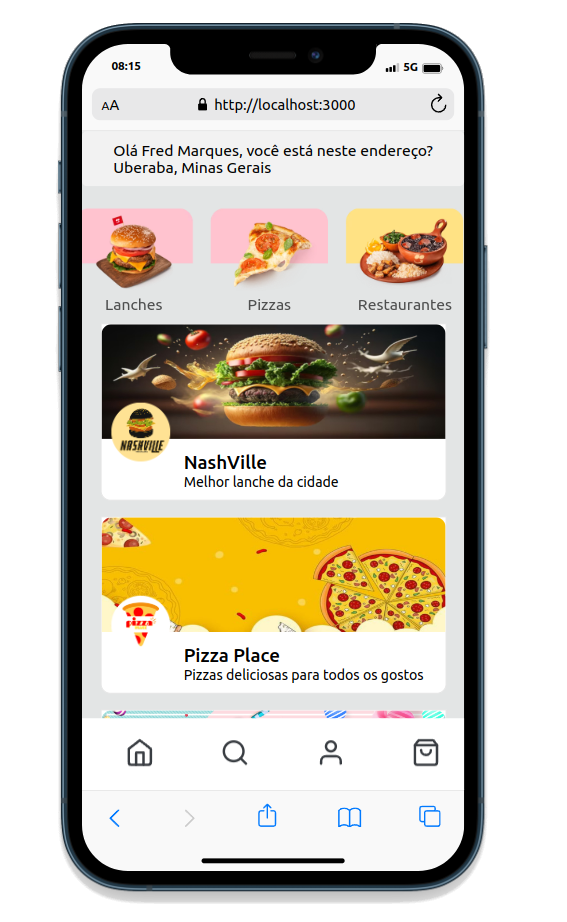 08:15
5G
AA
http://localhost:3000
Olá Fred Marques, você está neste endereço?
Uberaba, Minas Gerais
Lanches
Pizzas
Restaurantes
NASHVILLE
NashVille
Melhor lanche da cidade
pizza
Pizza Place
Pizzas deliciosas para todos os gostos